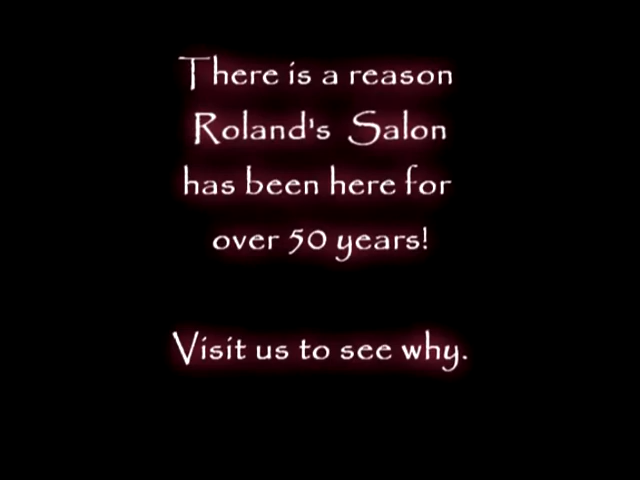 There is a reason
Roland's Salon
has been here for
over 50 years!
Visit us to see why.